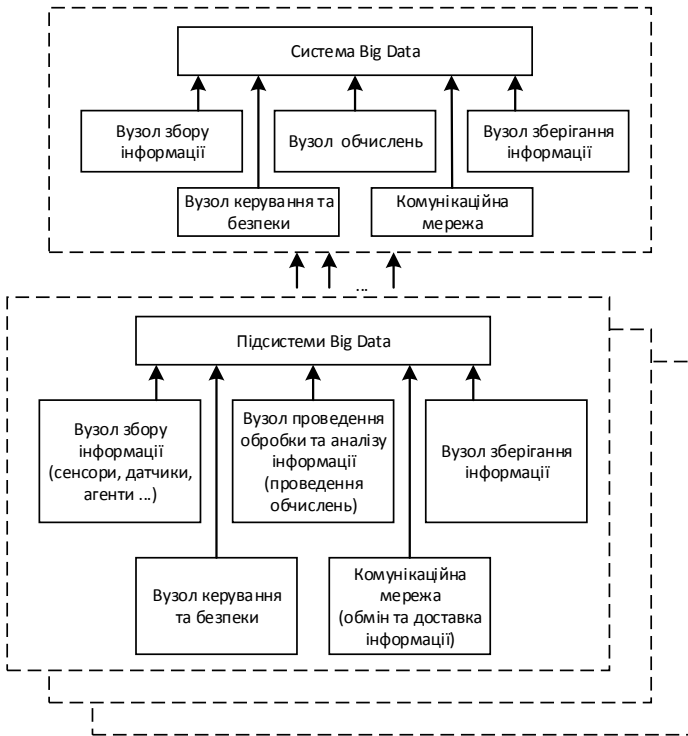 Система Big Data
Вузол збору
інформації
Вузол обчислень
Вузол зберігання
інформації
Вузол керування та
безпеки
Комунікаційна
мережа
...
Підсистеми Big Data
Вузол збору
інформації
(сенсори, датчики,
агенти ...)
Вузол проведення
обробки та аналізу
інформації
(проведення
обчислень)
Вузол зберігання
інформації
Вузол керування
та безпеки
Комунікаційна
мережа
(обмін та доставка
інформації)